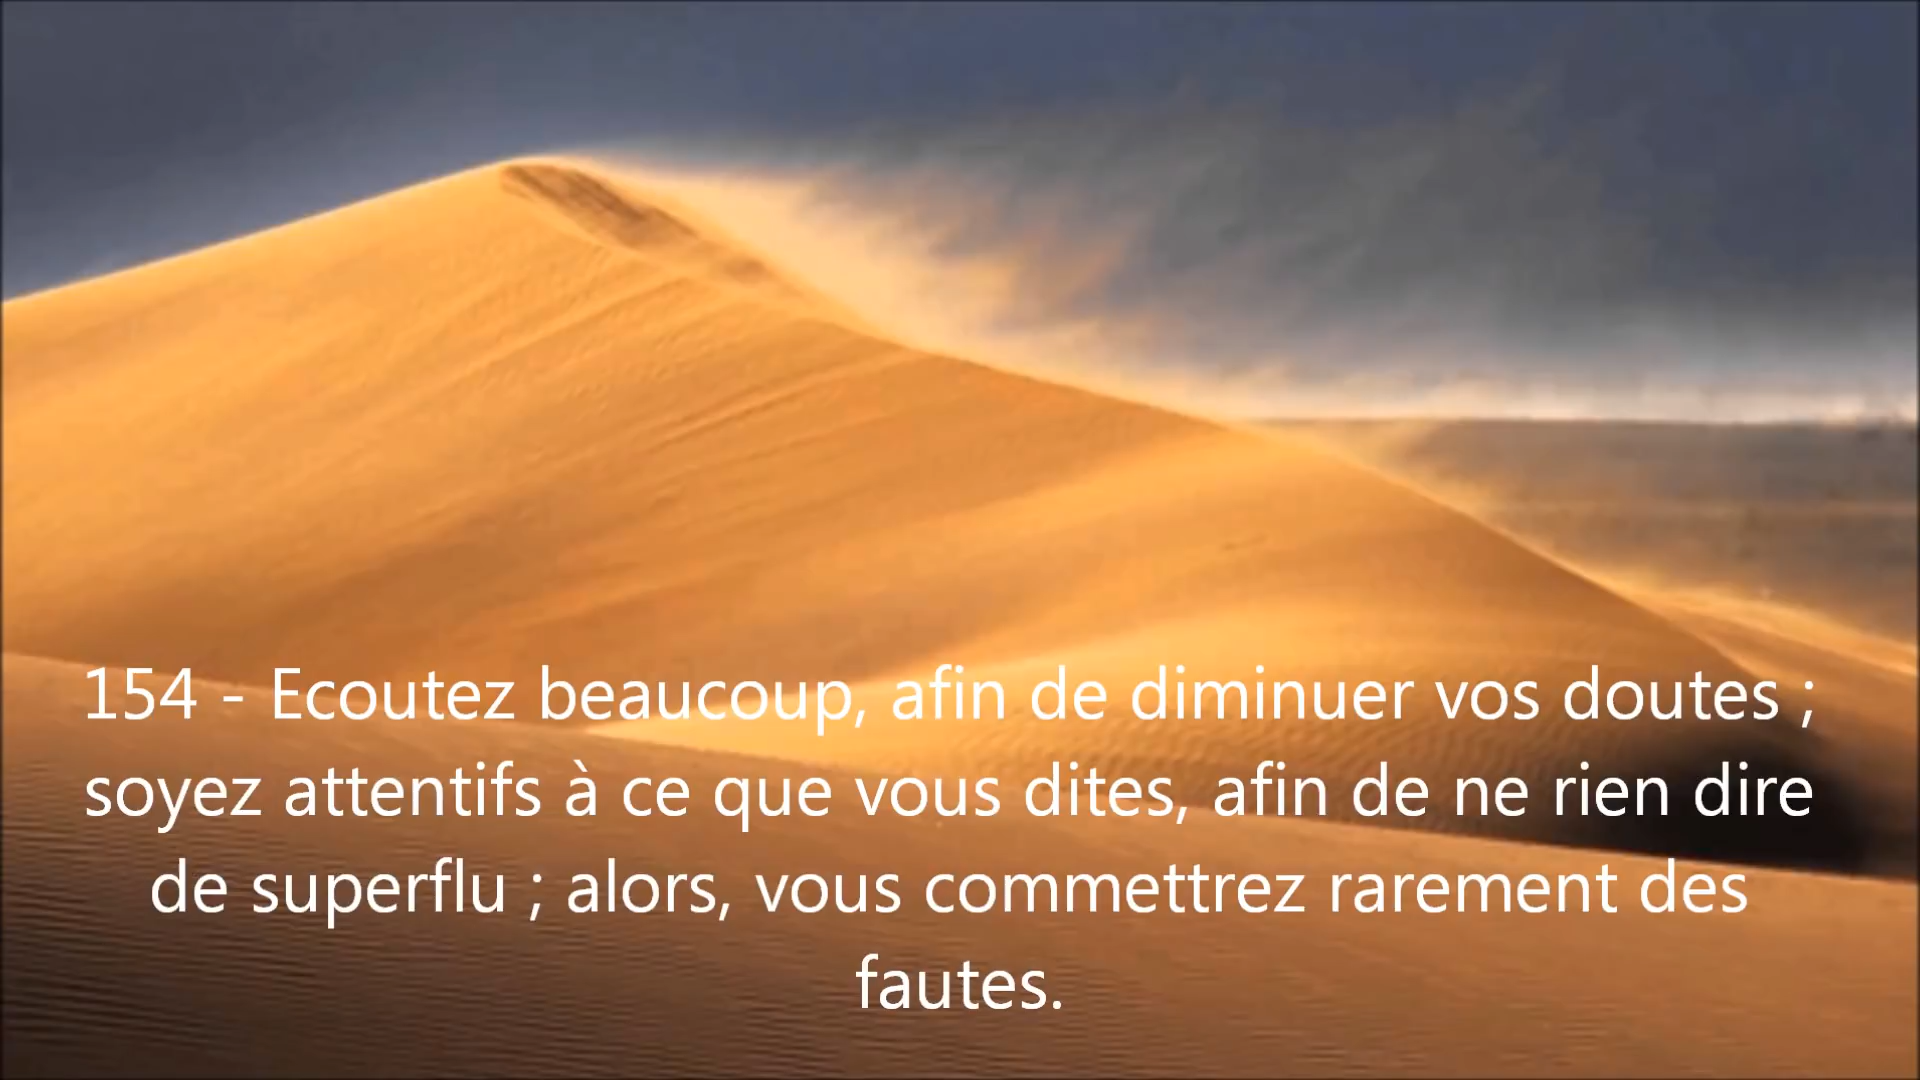 154 - Ecoutez beaucoup, afin de diminuer vos doutes ;
soyez attentifs à ce que vous dites, afin de ne rien dire
de superflu ; alors, vous commettrez rarement des
fautes.